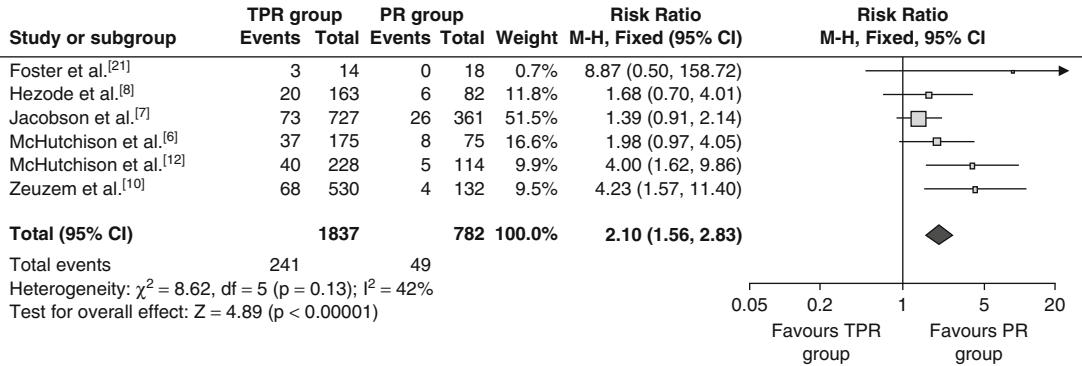 TPR group PR group Risk Ratio Risk Ratio
Study or subgroup Events Total Events Total Weight M-H, Fixed (95% CI) M-H, Fixed, 95% CI
Foster et al.[21] 3 14 0 18 0.7% 8.87 (0.50, 158.72)
Hezode et al.[8] 20 163 6 82 11.8% 1.68 (0.70, 4.01)
Jacobson et al.[7] 73 727 26 361 51.5% 1.39 (0.91, 2.14)
McHutchison et al.[6] 37 175 8 75 16.6% 1.98 (0.97, 4.05)
McHutchison et al.[12] 40 228 5 114 9.9% 4.00 (1.62, 9.86)
Zeuzem et al.[10] 68 530 4 132 9.5% 4.23 (1.57, 11.40)
Total (95% CI) 1837 782 100.0% 2.10 (1.56, 2.83)
Total events 241 49
Heterogeneity: χ² = 8.62, df = 5 (p = 0.13); I² = 42%
Test for overall effect: Z = 4.89 (p < 0.00001)
0.05 0.2 1 5 20
Favours TPR Favours PR
group group